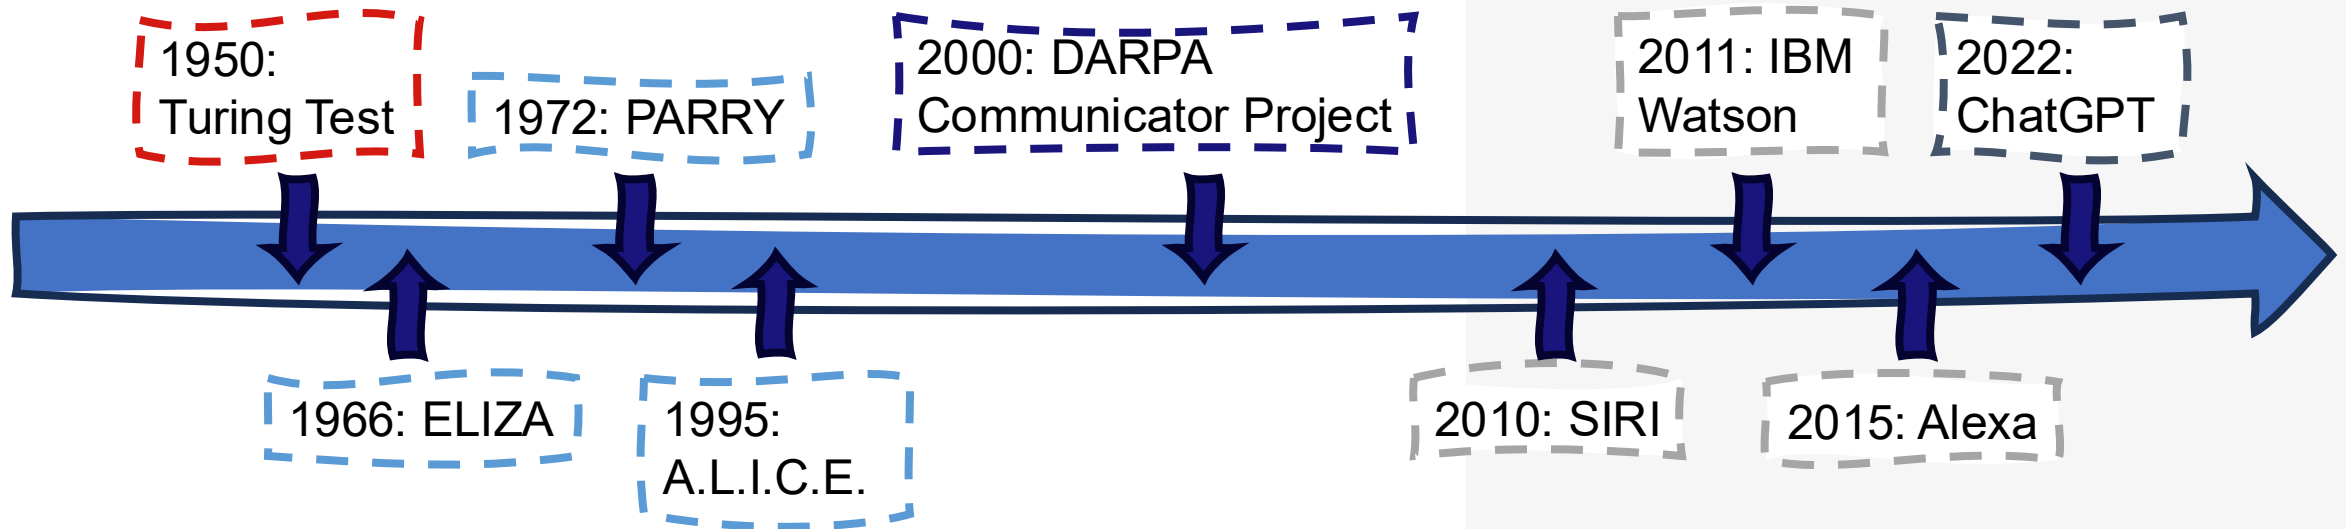 1950:
Turing Test
1972: PARRY
2000: DARPA
Communicator Project
2011: IBM
Watson
2022:
ChatGPT
1966: ELIZA
1995:
A.L.I.C.E.
2010: SIRI
2015: Alexa